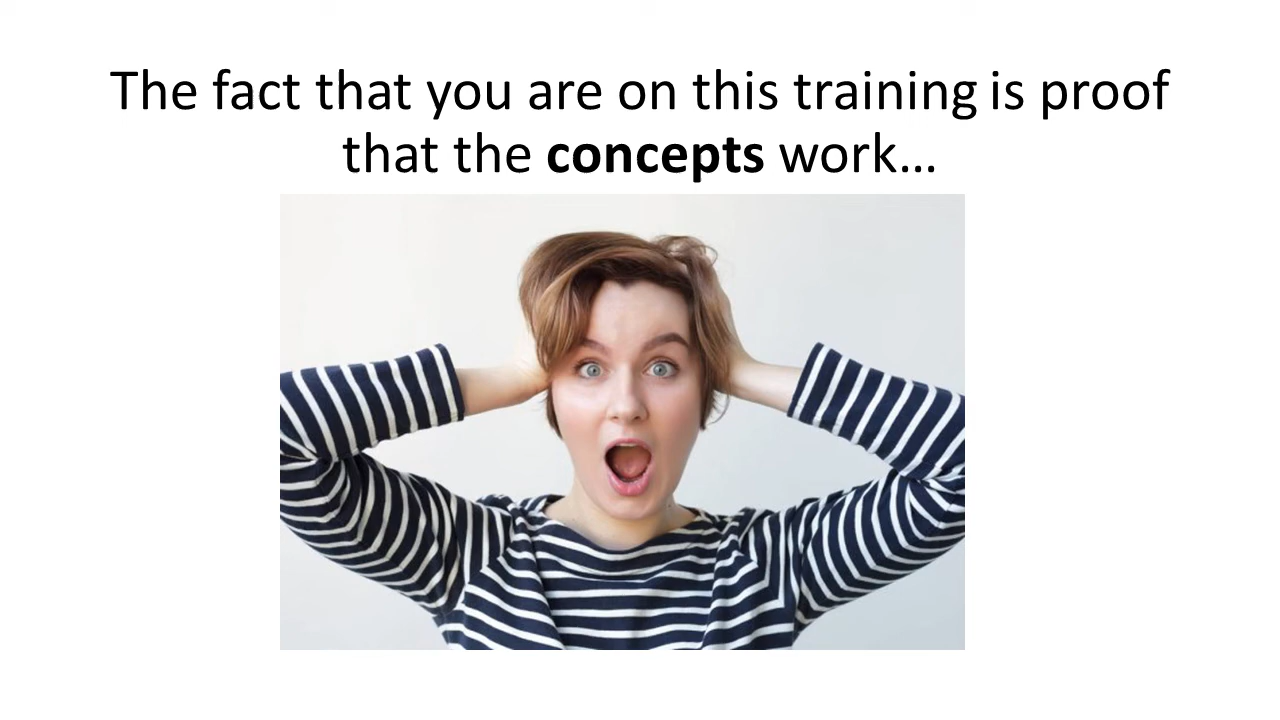 The fact that you are on this training is proof
that the concepts work...